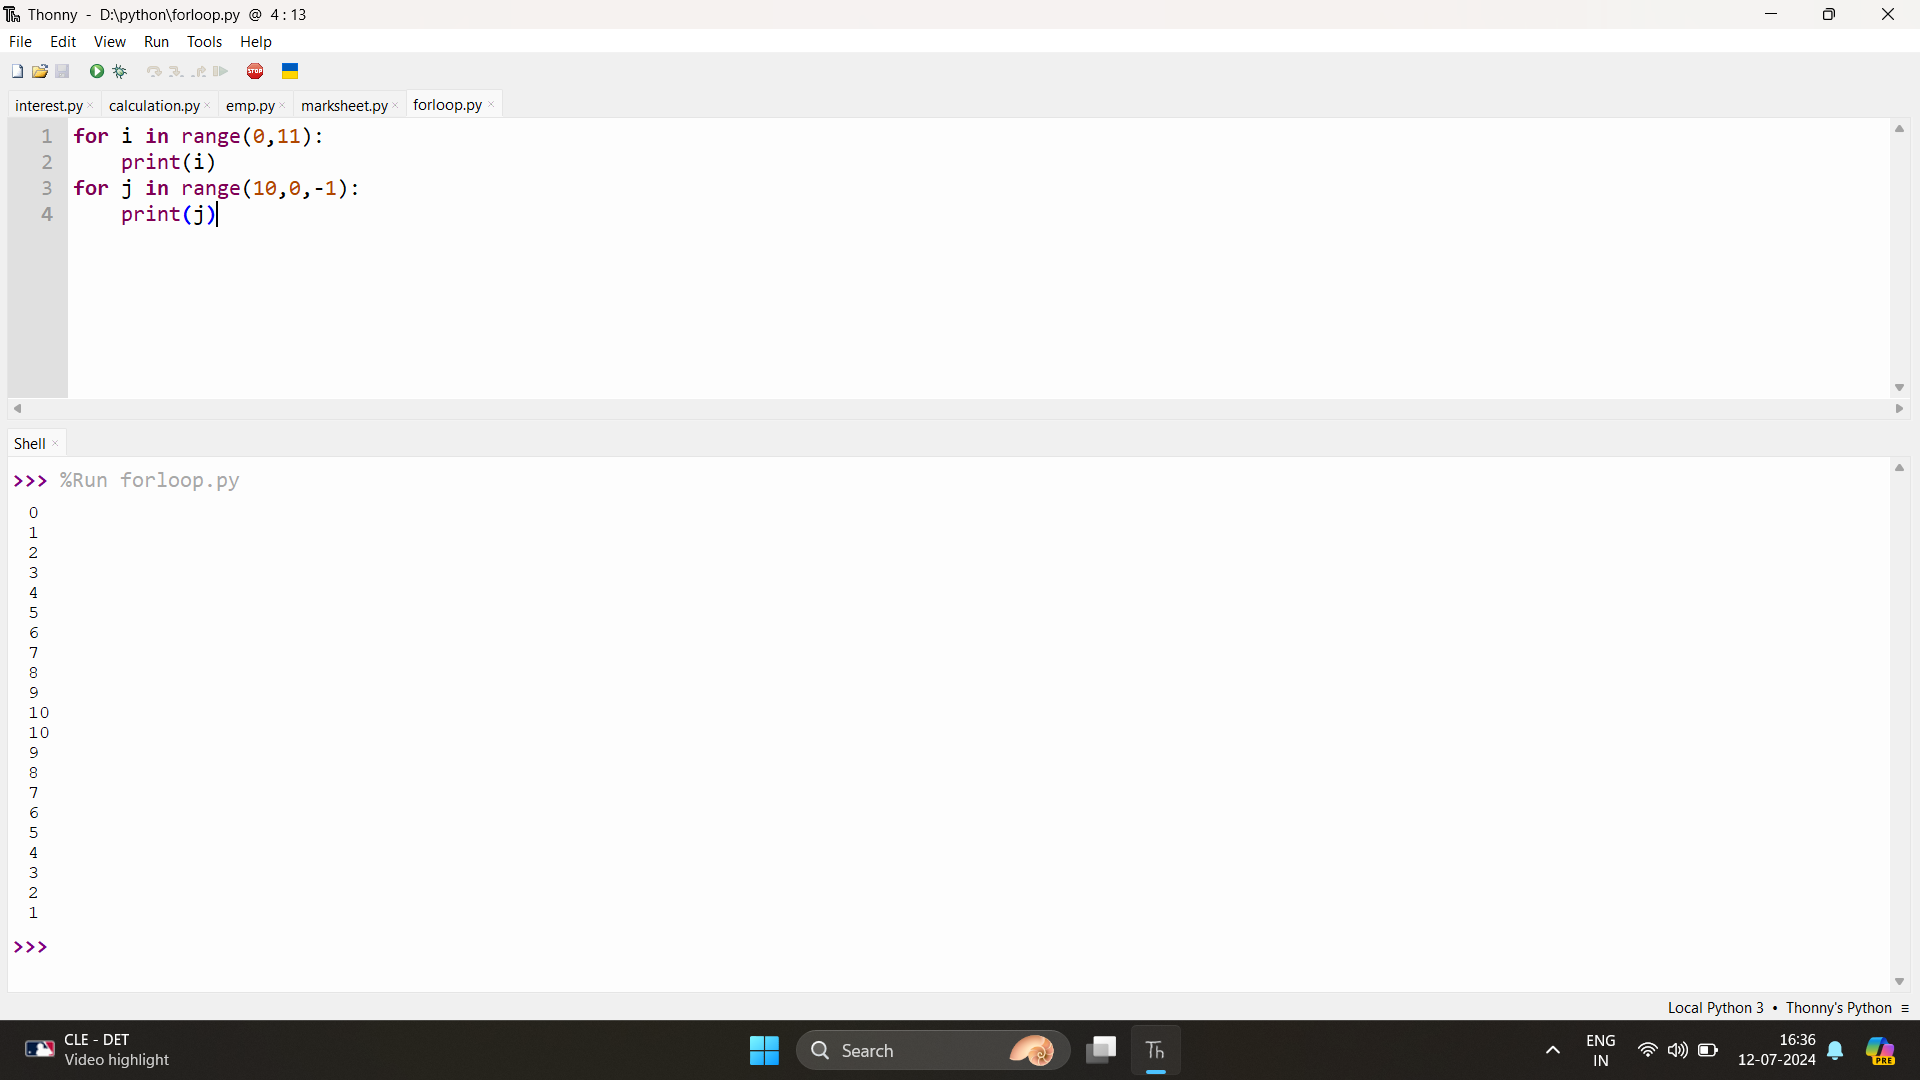 Thonny - D:\python\forloop.py @ 4:13
File Edit View Run Tools Help
STOP
interest.py × calculation.py × emp.py × marksheet.py × forloop.py ×
1 for i in range(0,11):
2     print(i)
3 for j in range(10,0,-1):
4     print(j)
Shell ×
>>> %Run forloop.py
0
1
2
3
4
5
6
7
8
9
10
10
9
8
7
6
5
4
3
2
1
>>>
Local Python 3 • Thonny's Python ≡
CLE - DET
Video highlight
Search
Th
ENG
IN
16:36
12-07-2024
PRE